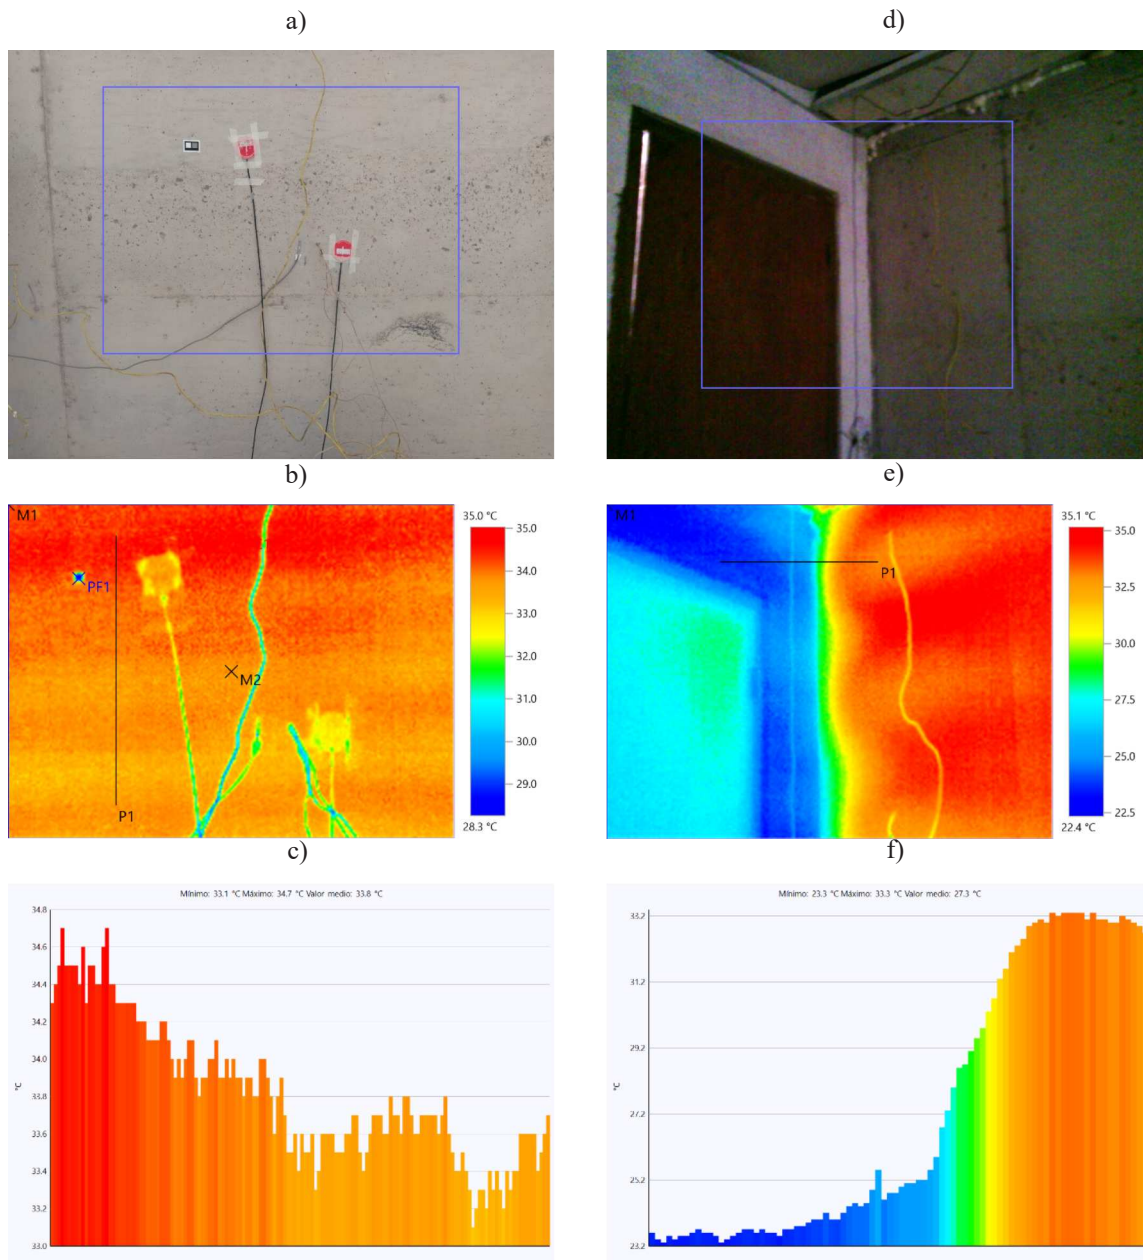 a)
d)
b)
e)
M1
PF1
M2
P1
35.0 °C
35.0
34.0
33.0
32.0
31.0
30.0
29.0
28.3 °C
M1
P1
35.1 °C
35.0
32.5
30.0
27.5
25.0
22.5
22.4 °C
c)
f)
Mínimo: 33.1 °C Máximo: 34.7 °C Valor medio: 33.8 °C
34.8
34.6
34.4
34.2
34.0
33.8
33.6
33.4
33.2
33.0
°C
Mínimo: 23.3 °C Máximo: 33.3 °C Valor medio: 27.3 °C
33.2
31.2
29.2
27.2
25.2
23.2
°C